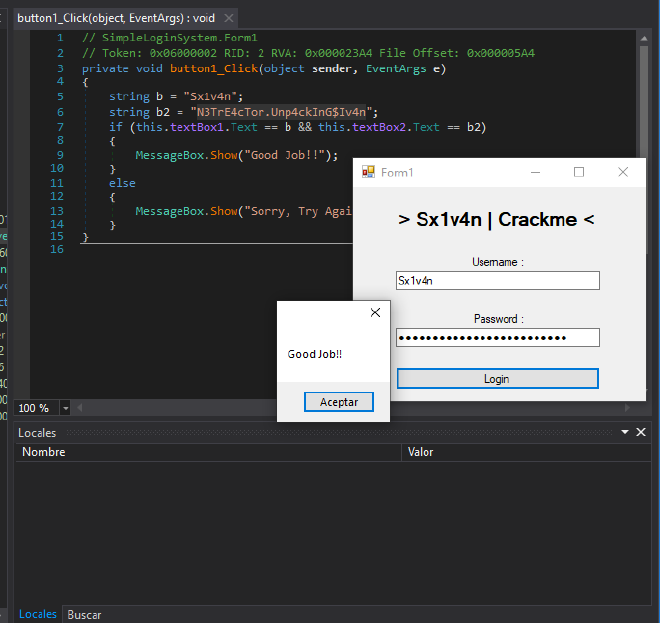 button1_Click(object, EventArgs) : void
1 // SimpleLoginSystem.Form1
2 // Token: 0x06000002 RID: 2 RVA: 0x000023A4 File Offset: 0x000005A4
3 private void button1_Click(object sender, EventArgs e)
4 {
5 string b = "Sx1v4n";
6 string b2 = "N3TrE4cTor.Unp4ckInG$Iv4n";
7 if (this.textBox1.Text == b && this.textBox2.Text == b2)
8 {
9 MessageBox.Show("Good Job!!");
10 }
11 else
12 {
13 MessageBox.Show("Sorry, Try Agai
14 }
15 }
16
Form1
> Sx1v4n | Crackme <
Username :
Sx1v4n
Password :
•••••••••••••••••••••••••
Login
Good Job!!
Aceptar
100 %
Locales
Nombre Valor
Locales Buscar